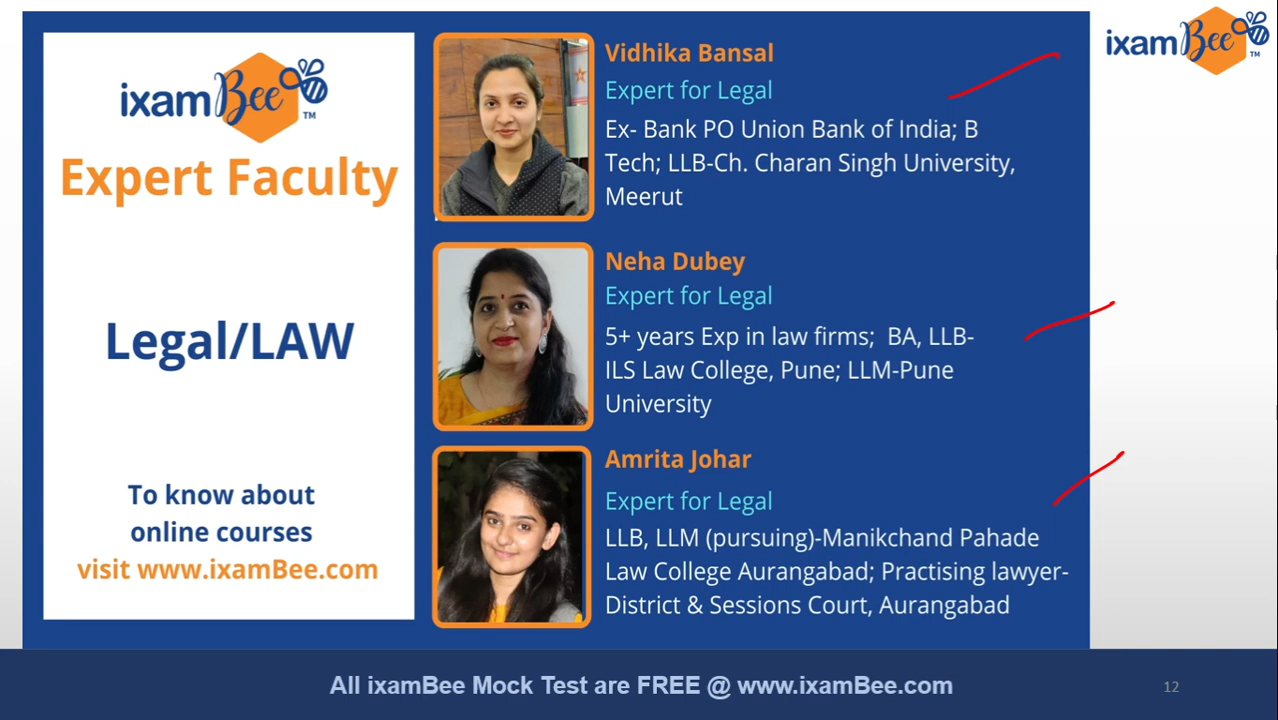 ixamBee TM
Expert Faculty
Legal/LAW
To know about
online courses
visit www.ixamBee.com
Vidhika Bansal
Expert for Legal
Ex- Bank PO Union Bank of India; B
Tech; LLB-Ch. Charan Singh University,
Meerut
Neha Dubey
Expert for Legal
5+ years Exp in law firms; BA, LLB-
ILS Law College, Pune; LLM-Pune
University
Amrita Johar
Expert for Legal
LLB, LLM (pursuing)-Manikchand Pahade
Law College Aurangabad; Practising lawyer-
District & Sessions Court, Aurangabad
ixamBee TM
All ixamBee Mock Test are FREE @ www.ixamBee.com
12